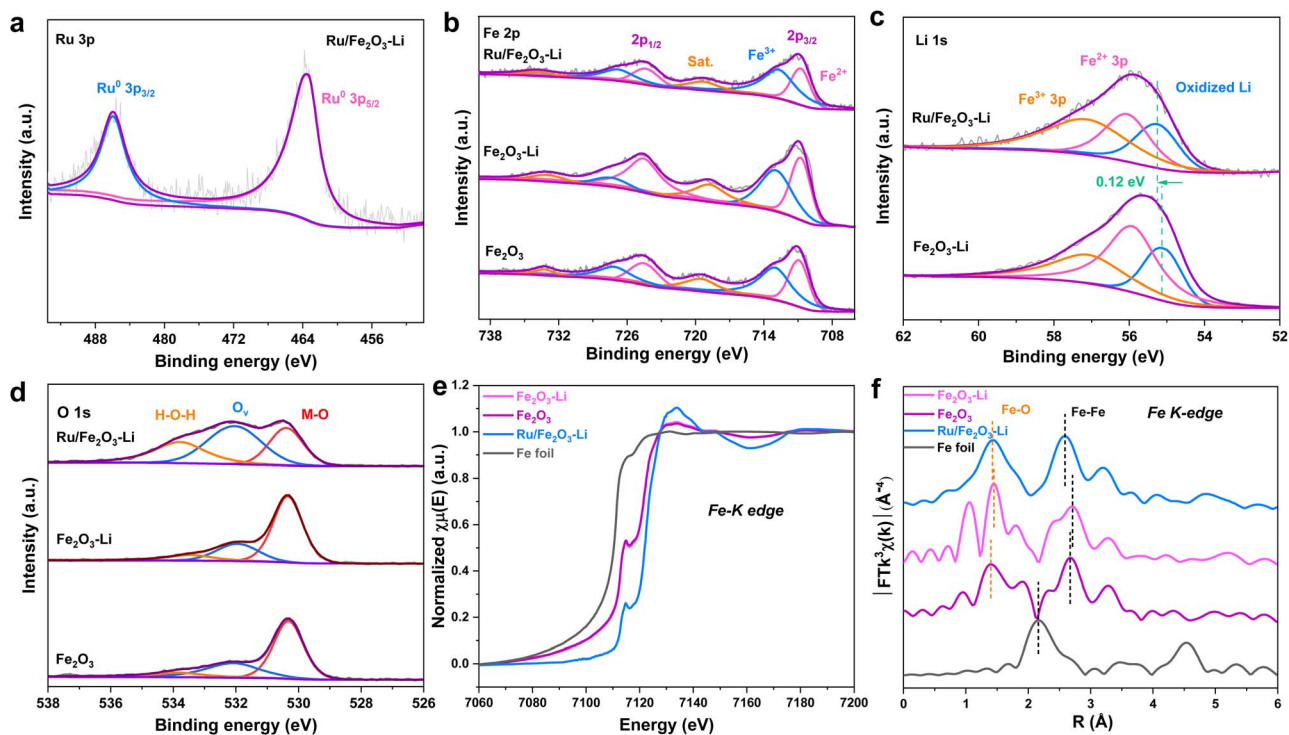 a
Ru 3p
Ru/Fe₂O₃-Li
Ru⁰ 3p₃/₂
Ru⁰ 3p₅/₂
Intensity (a.u.)
488 480 472 464 456
Binding energy (eV)
b
Fe 2p
Ru/Fe₂O₃-Li
2p₁/₂
Sat.
Fe³⁺
2p₃/₂
Fe²⁺
Fe₂O₃-Li
Fe₂O₃
Intensity (a.u.)
738 732 726 720 714 708
Binding energy (eV)
c
Li 1s
Fe²⁺ 3p
Fe³⁺ 3p
Oxidized Li
Ru/Fe₂O₃-Li
0.12 eV
Fe₂O₃-Li
Intensity (a.u.)
62 60 58 56 54 52
Binding energy (eV)
d
O 1s
Ru/Fe₂O₃-Li
H-O-H
Oᵥ
M-O
Fe₂O₃-Li
Fe₂O₃
Intensity (a.u.)
538 536 534 532 530 528 526
Binding energy (eV)
e
Fe₂O₃-Li
Fe₂O₃
Ru/Fe₂O₃-Li
Fe foil
Fe-K edge
Normalized χμ(E) (a.u.)
1.2
1.0
0.8
0.6
0.4
0.2
0.0
7060 7080 7100 7120 7140 7160 7180 7200
Energy (eV)
f
Fe₂O₃-Li
Fe₂O₃
Ru/Fe₂O₃-Li
Fe foil
Fe-O
Fe-Fe
Fe K-edge
|FTk³χ(k)| (Å⁻⁴)
0 1 2 3 4 5 6
R (Å)